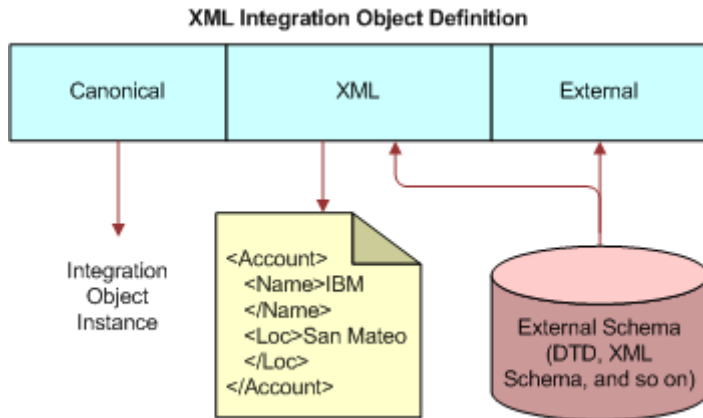 XML Integration Object Definition
Canonical
XML
External
Integration
Object
Instance
<Account>
<Name>IBM
</Name>
<Loc>San Mateo
</Loc>
</Account>
External Schema
(DTD, XML
Schema, and so on)